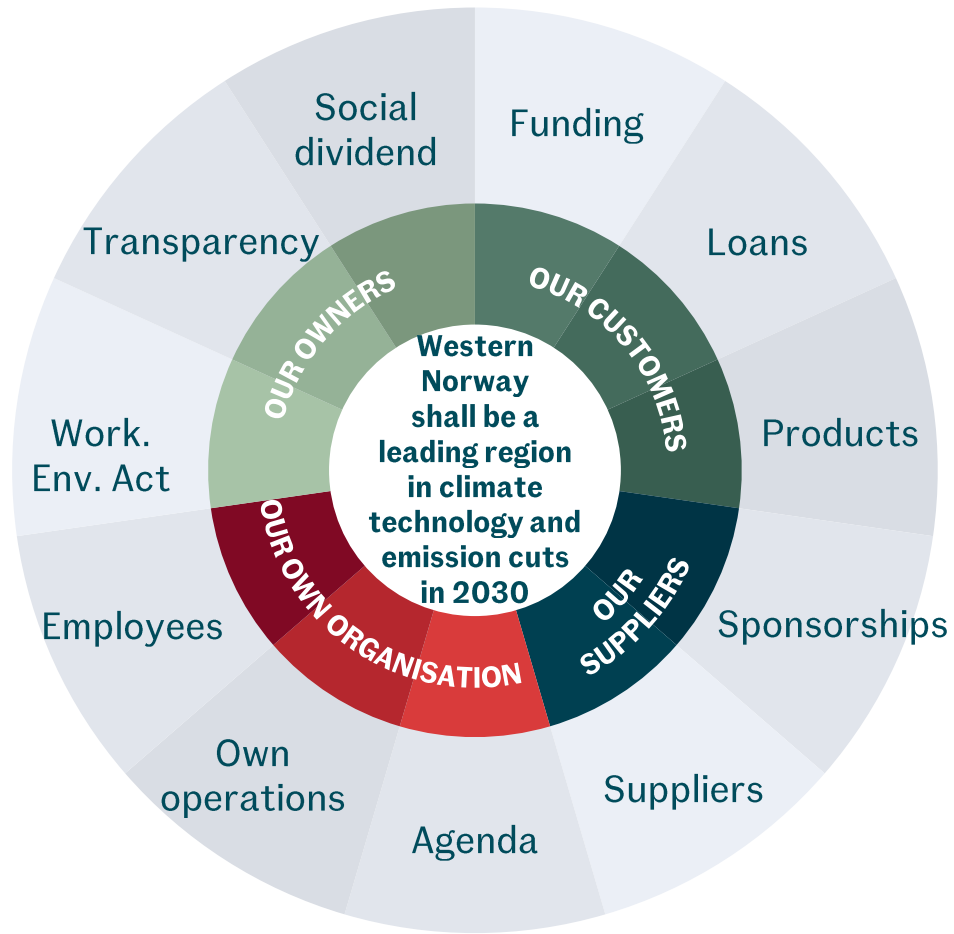 Social
dividend
Funding
Transparency
Loans
OUR OWNERS
OUR CUSTOMERS
Western
Norway
shall be a
leading region
in climate
technology and
emission cuts
in 2030
Work.
Env. Act
Products
OUR OWN ORGANISATION
OUR
SUPPLIERS
Employees
Sponsorships
Own
operations
Suppliers
Agenda